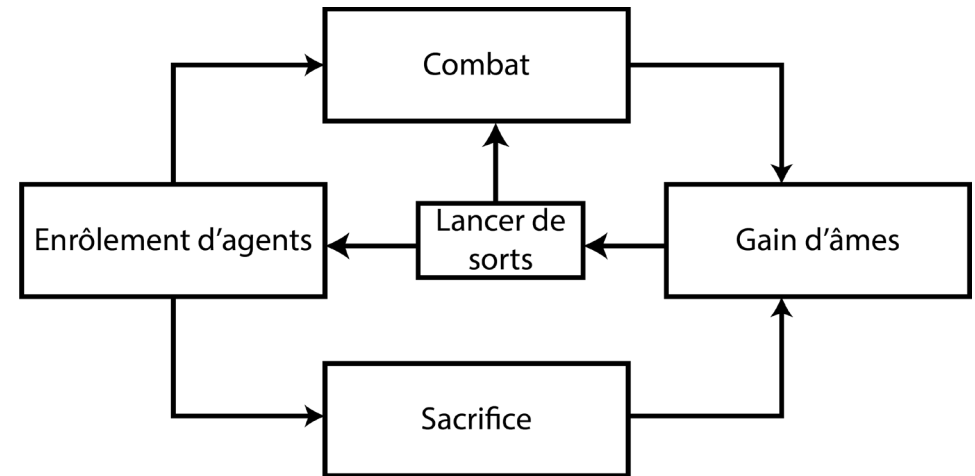 Combat
Enrôlement d’agents
Lancer de
sorts
Gain d’âmes
Sacrifice